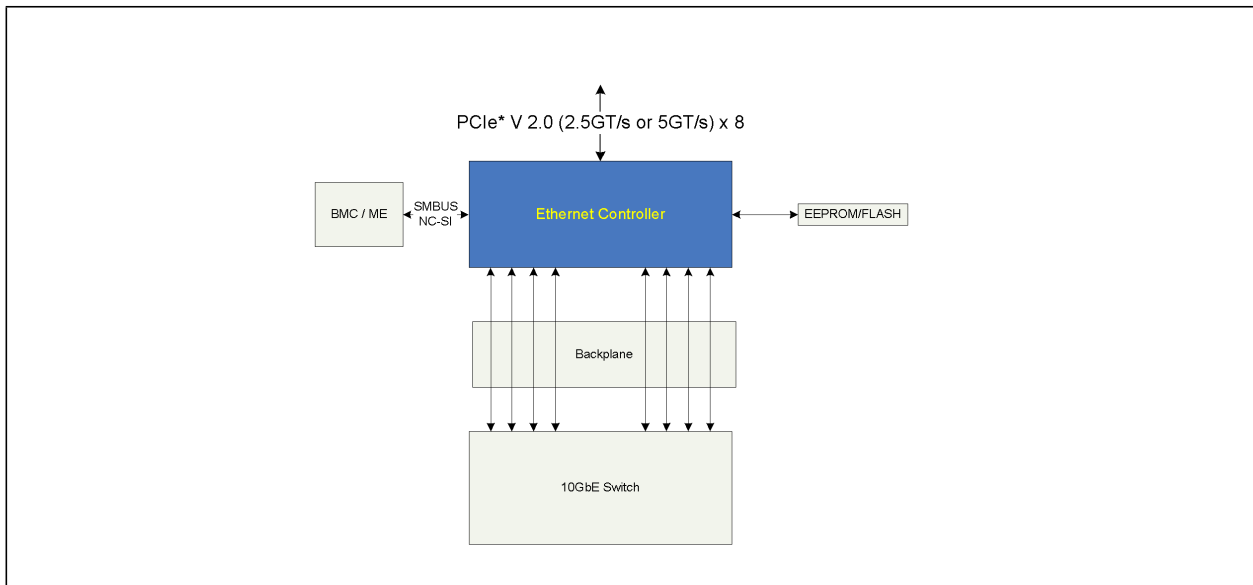 PCIe* V 2.0 (2.5GT/s or 5GT/s) x 8
BMC / ME
SMBUS
NC-SI
Ethernet Controller
EEPROM/FLASH
Backplane
10GbE Switch